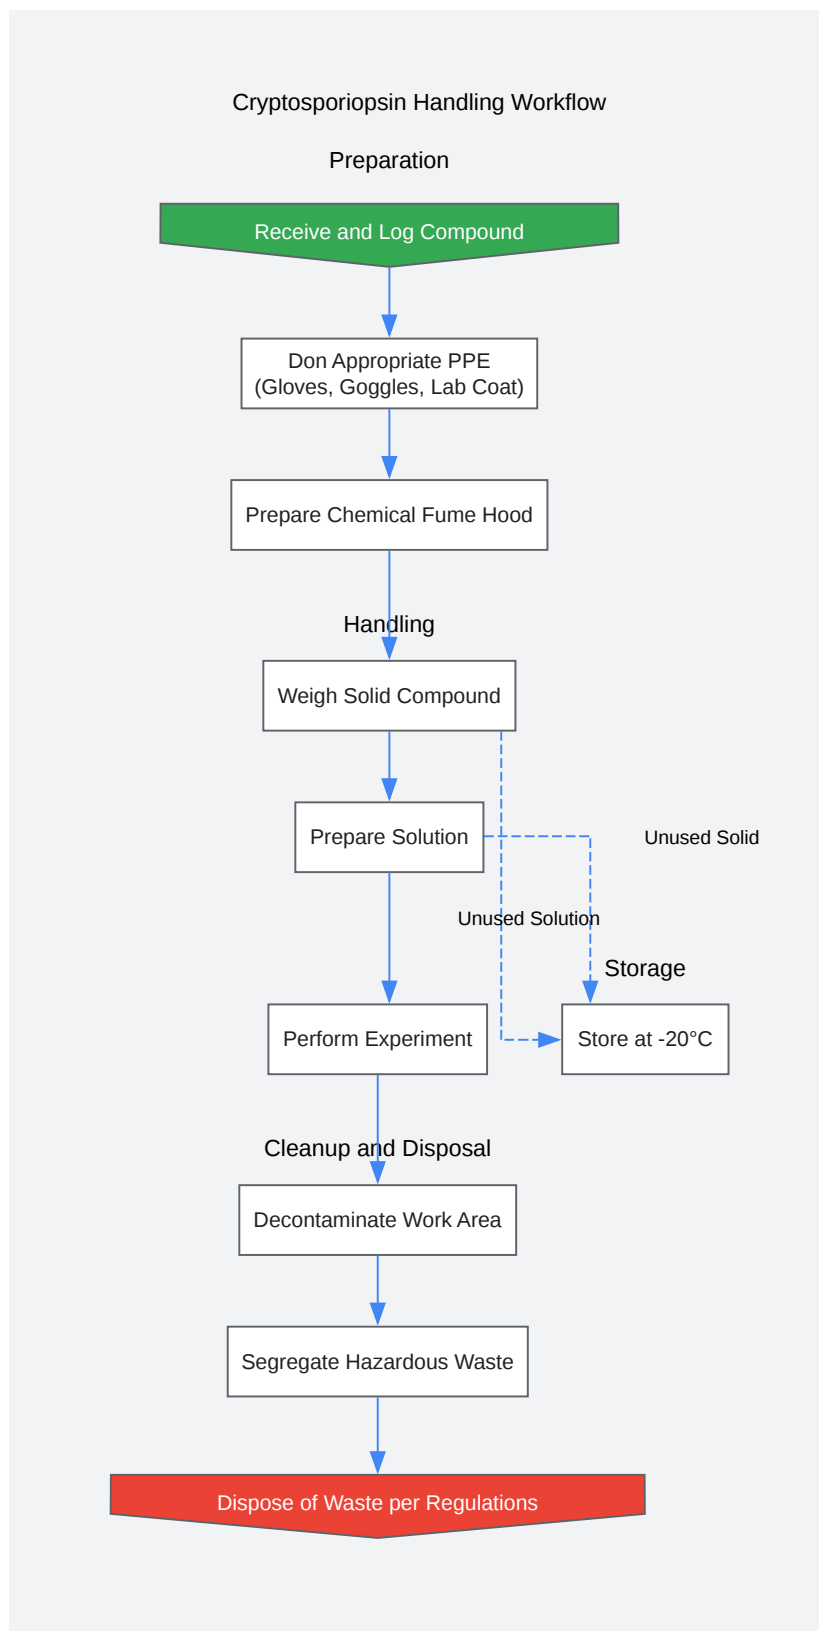 Cryptosporiopsin Handling Workflow
Preparation
Receive and Log Compound
Don Appropriate PPE
(Gloves, Goggles, Lab Coat)
Prepare Chemical Fume Hood
Handling
Weigh Solid Compound
Prepare Solution
Unused Solid
Unused Solution
Storage
Perform Experiment
Store at -20°C
Cleanup and Disposal
Decontaminate Work Area
Segregate Hazardous Waste
Dispose of Waste per Regulations